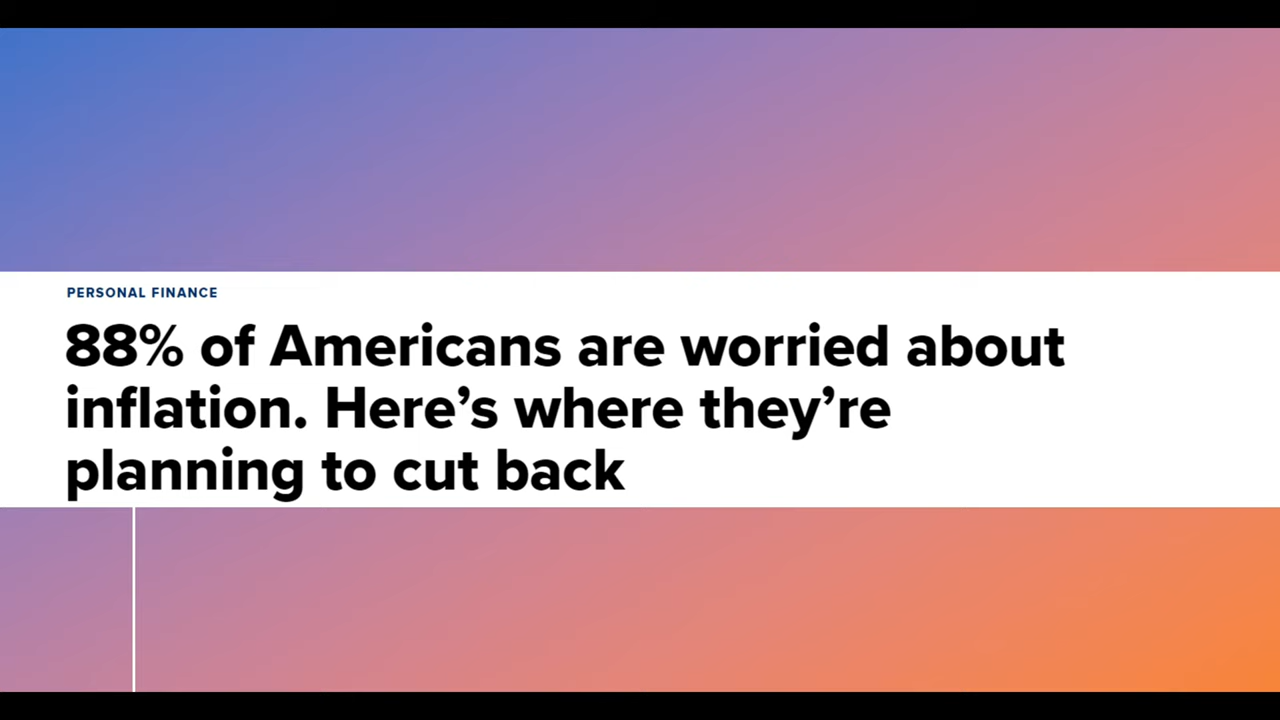 PERSONAL FINANCE
88% of Americans are worried about
inflation. Here’s where they’re
planning to cut back